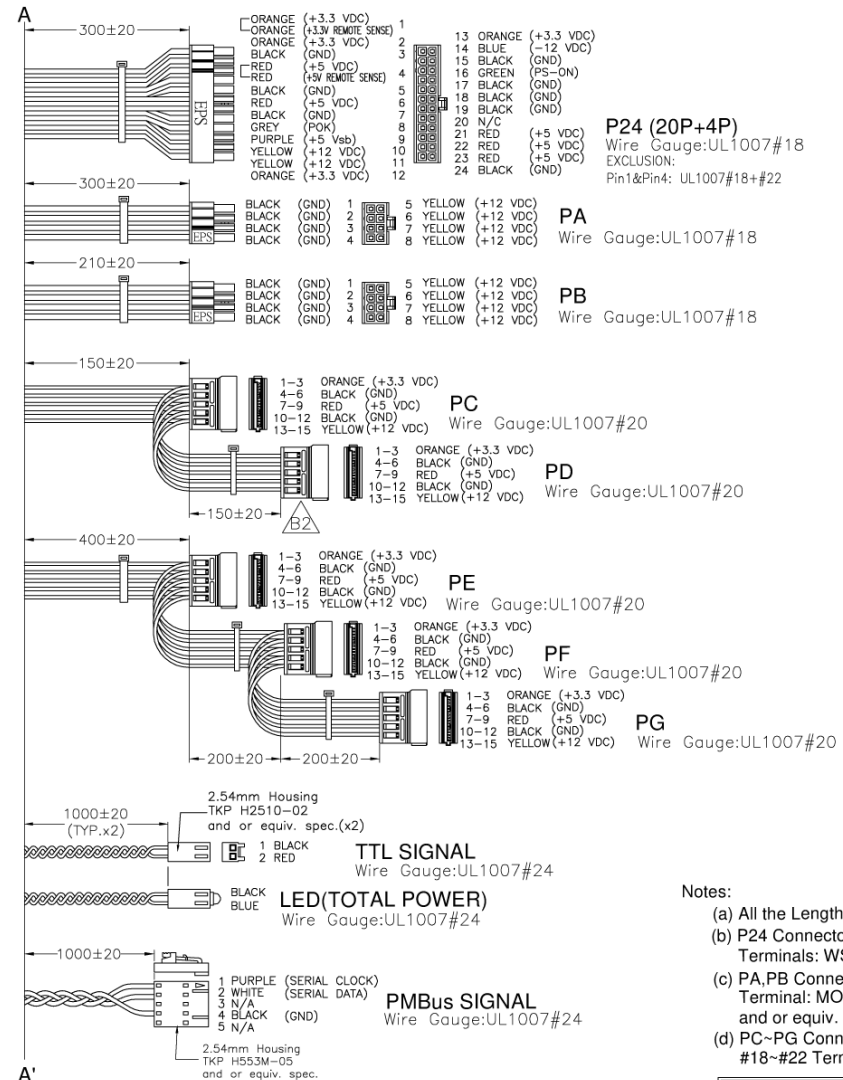 A
300±20
EPS
ORANGE (+3.3 VDC) 1
ORANGE (+3.3V REMOTE SENSE)
ORANGE (+3.3 VDC) 2
BLACK (GND) 3
RED (+5 VDC) 4
RED (+5V REMOTE SENSE)
BLACK (GND) 5
RED (+5 VDC) 6
BLACK (GND) 7
GREY (POK) 8
PURPLE (+5 Vsb) 9
YELLOW (+12 VDC) 10
YELLOW (+12 VDC) 11
ORANGE (+3.3 VDC) 12
13 ORANGE (+3.3 VDC)
14 BLUE (-12 VDC)
15 BLACK (GND)
16 GREEN (PS-ON)
17 BLACK (GND)
18 BLACK (GND)
19 BLACK (GND)
20 N/C
21 RED (+5 VDC)
22 RED (+5 VDC)
23 RED (+5 VDC)
24 BLACK (GND)
P24 (20P+4P)
Wire Gauge:UL1007#18
EXCLUSION:
Pin1&Pin4: UL1007#18+#22
300±20
EPS
BLACK (GND) 1 5 YELLOW (+12 VDC)
BLACK (GND) 2 6 YELLOW (+12 VDC)
BLACK (GND) 3 7 YELLOW (+12 VDC)
BLACK (GND) 4 8 YELLOW (+12 VDC)
PA
Wire Gauge:UL1007#18
210±20
EPS
BLACK (GND) 1 5 YELLOW (+12 VDC)
BLACK (GND) 2 6 YELLOW (+12 VDC)
BLACK (GND) 3 7 YELLOW (+12 VDC)
BLACK (GND) 4 8 YELLOW (+12 VDC)
PB
Wire Gauge:UL1007#18
150±20
1-3 ORANGE (+3.3 VDC)
4-6 BLACK (GND)
7-9 RED (+5 VDC)
10-12 BLACK (GND)
13-15 YELLOW (+12 VDC)
PC
Wire Gauge:UL1007#20
1-3 ORANGE (+3.3 VDC)
4-6 BLACK (GND)
7-9 RED (+5 VDC)
10-12 BLACK (GND)
13-15 YELLOW (+12 VDC)
PD
Wire Gauge:UL1007#20
150±20
B2
400±20
1-3 ORANGE (+3.3 VDC)
4-6 BLACK (GND)
7-9 RED (+5 VDC)
10-12 BLACK (GND)
13-15 YELLOW (+12 VDC)
PE
Wire Gauge:UL1007#20
1-3 ORANGE (+3.3 VDC)
4-6 BLACK (GND)
7-9 RED (+5 VDC)
10-12 BLACK (GND)
13-15 YELLOW (+12 VDC)
PF
Wire Gauge:UL1007#20
1-3 ORANGE (+3.3 VDC)
4-6 BLACK (GND)
7-9 RED (+5 VDC)
10-12 BLACK (GND)
13-15 YELLOW (+12 VDC)
PG
Wire Gauge:UL1007#20
200±20 200±20
1000±20
(TYP.x2)
2.54mm Housing
TKP H2510-02
and or equiv. spec.(x2)
1 BLACK
2 RED
TTL SIGNAL
Wire Gauge:UL1007#24
BLACK
BLUE
LED(TOTAL POWER)
Wire Gauge:UL1007#24
1000±20
1 PURPLE (SERIAL CLOCK)
2 WHITE (SERIAL DATA)
3 N/A
4 BLACK (GND)
5 N/A
PMBus SIGNAL
Wire Gauge:UL1007#24
2.54mm Housing
TKP H553M-05
and or equiv. spec.
A'
Notes:
(a) All the Length
(b) P24 Connecto
Terminals: WS
(c) PA,PB Conne
Terminal: MO
and or equiv.
(d) PC~PG Conn
#18~#22 Tern